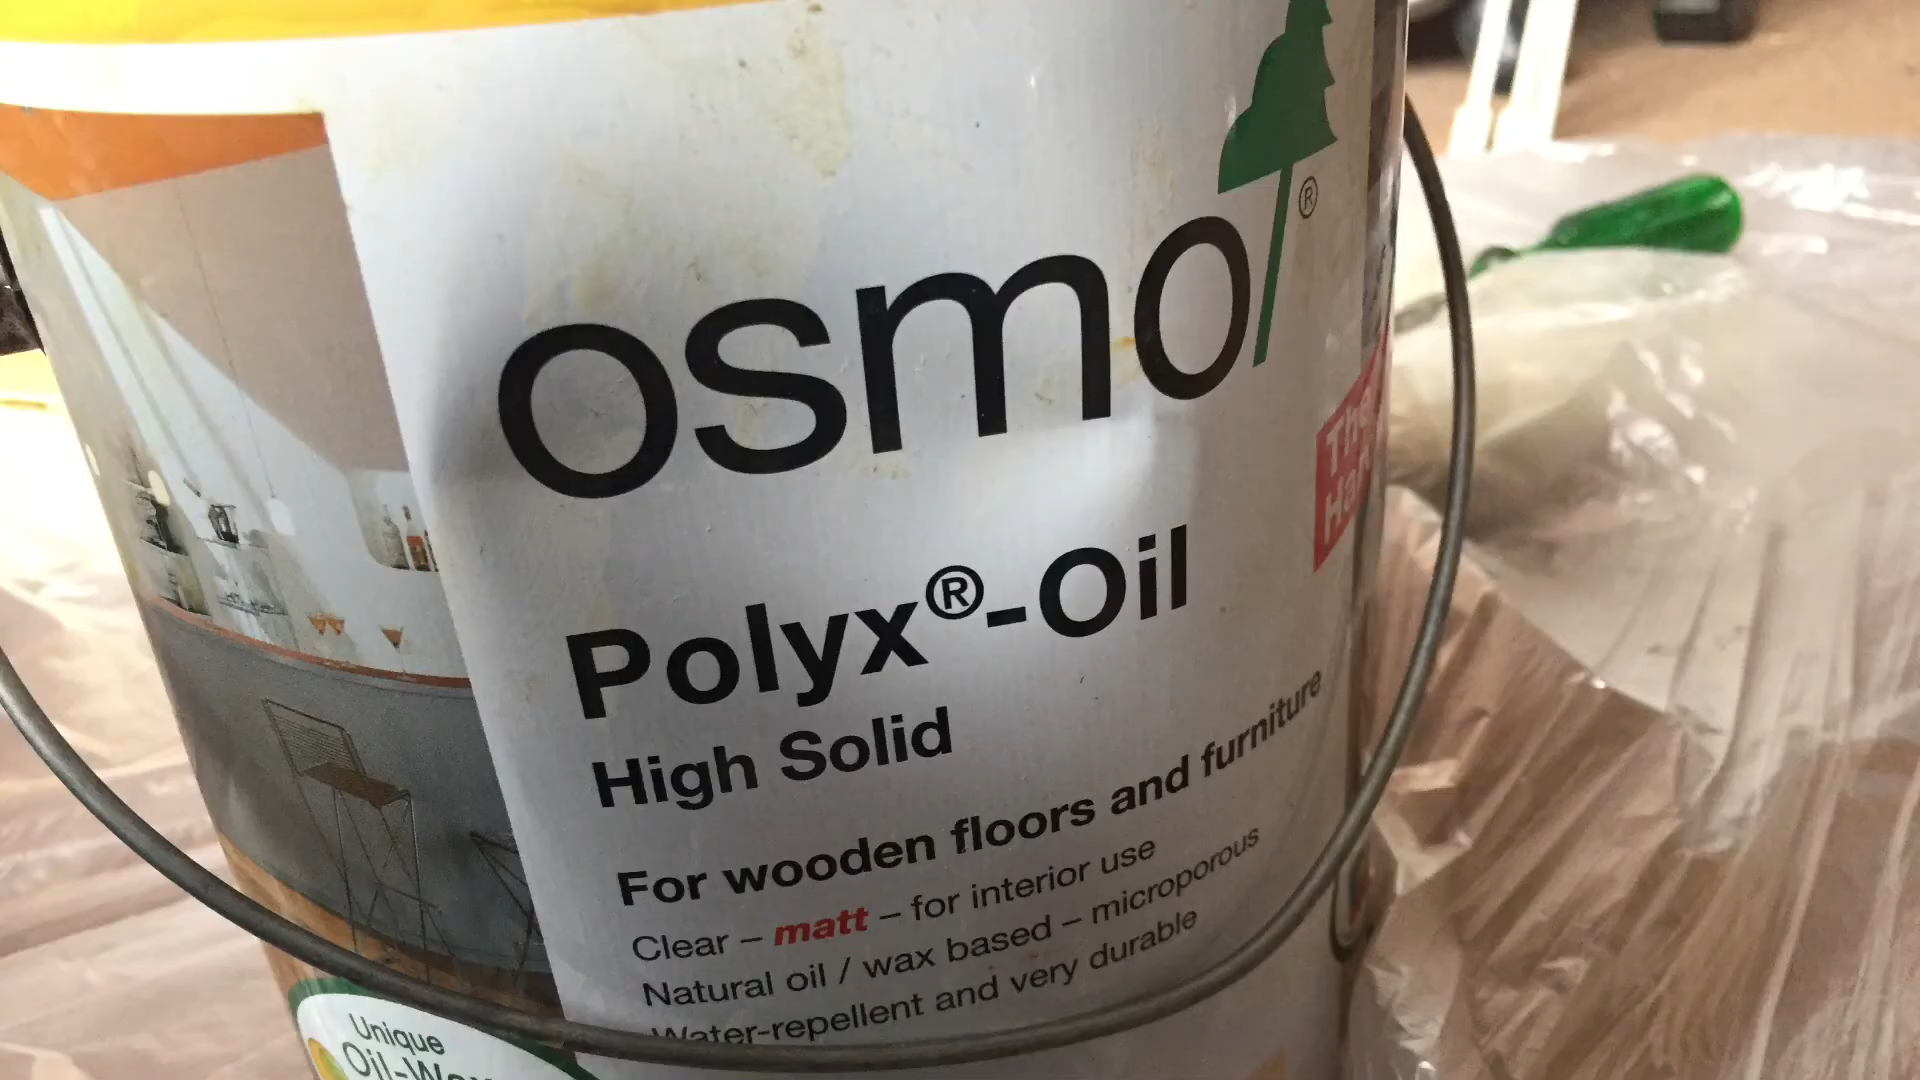 osmo ®
The
Polyx®-Oil
High Solid
For wooden floors and furniture
Clear – matt – for interior use
Natural oil / wax based – microporous
Water-repellent and very durable
Unique